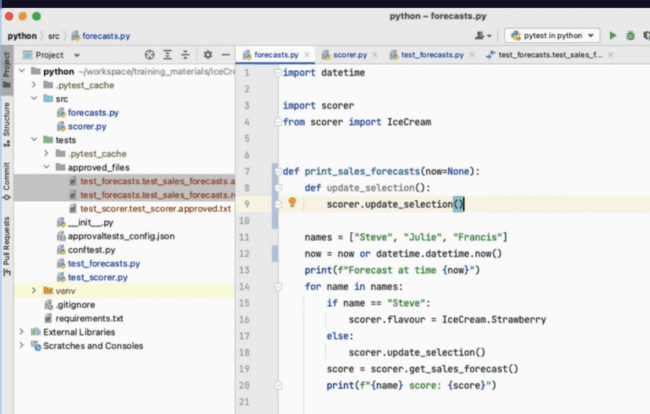 python – forecasts.py
python src forecasts.py
pytest in python
Project
forecasts.py scorer.py test_forecasts.py test_forecasts.test_sales_f...
Project
Structure
Commit
Pull Requests
python ~/workspace/training_materials/IceCre
.pytest_cache
src
forecasts.py
scorer.py
tests
.pytest_cache
approved_files
test_forecasts.test_sales_forecasts.a
test_forecasts.test_sales_forecasts.r
test_scorer.test_scorer.approved.txt
__init__.py
approvaltests_config.json
conftest.py
test_forecasts.py
test_scorer.py
venv
.gitignore
requirements.txt
External Libraries
Scratches and Consoles
1 import datetime
2
3 import scorer
4 from scorer import IceCream
5
6
7 def print_sales_forecasts(now=None):
8     def update_selection():
9         scorer.update_selection()
10
11     names = ["Steve", "Julie", "Francis"]
12     now = now or datetime.datetime.now()
13     print(f"Forecast at time {now}")
14     for name in names:
15         if name == "Steve":
16             scorer.flavour = IceCream.Strawberry
17         else:
18             scorer.update_selection()
19         score = scorer.get_sales_forecast()
20         print(f"{name} score: {score}")
21